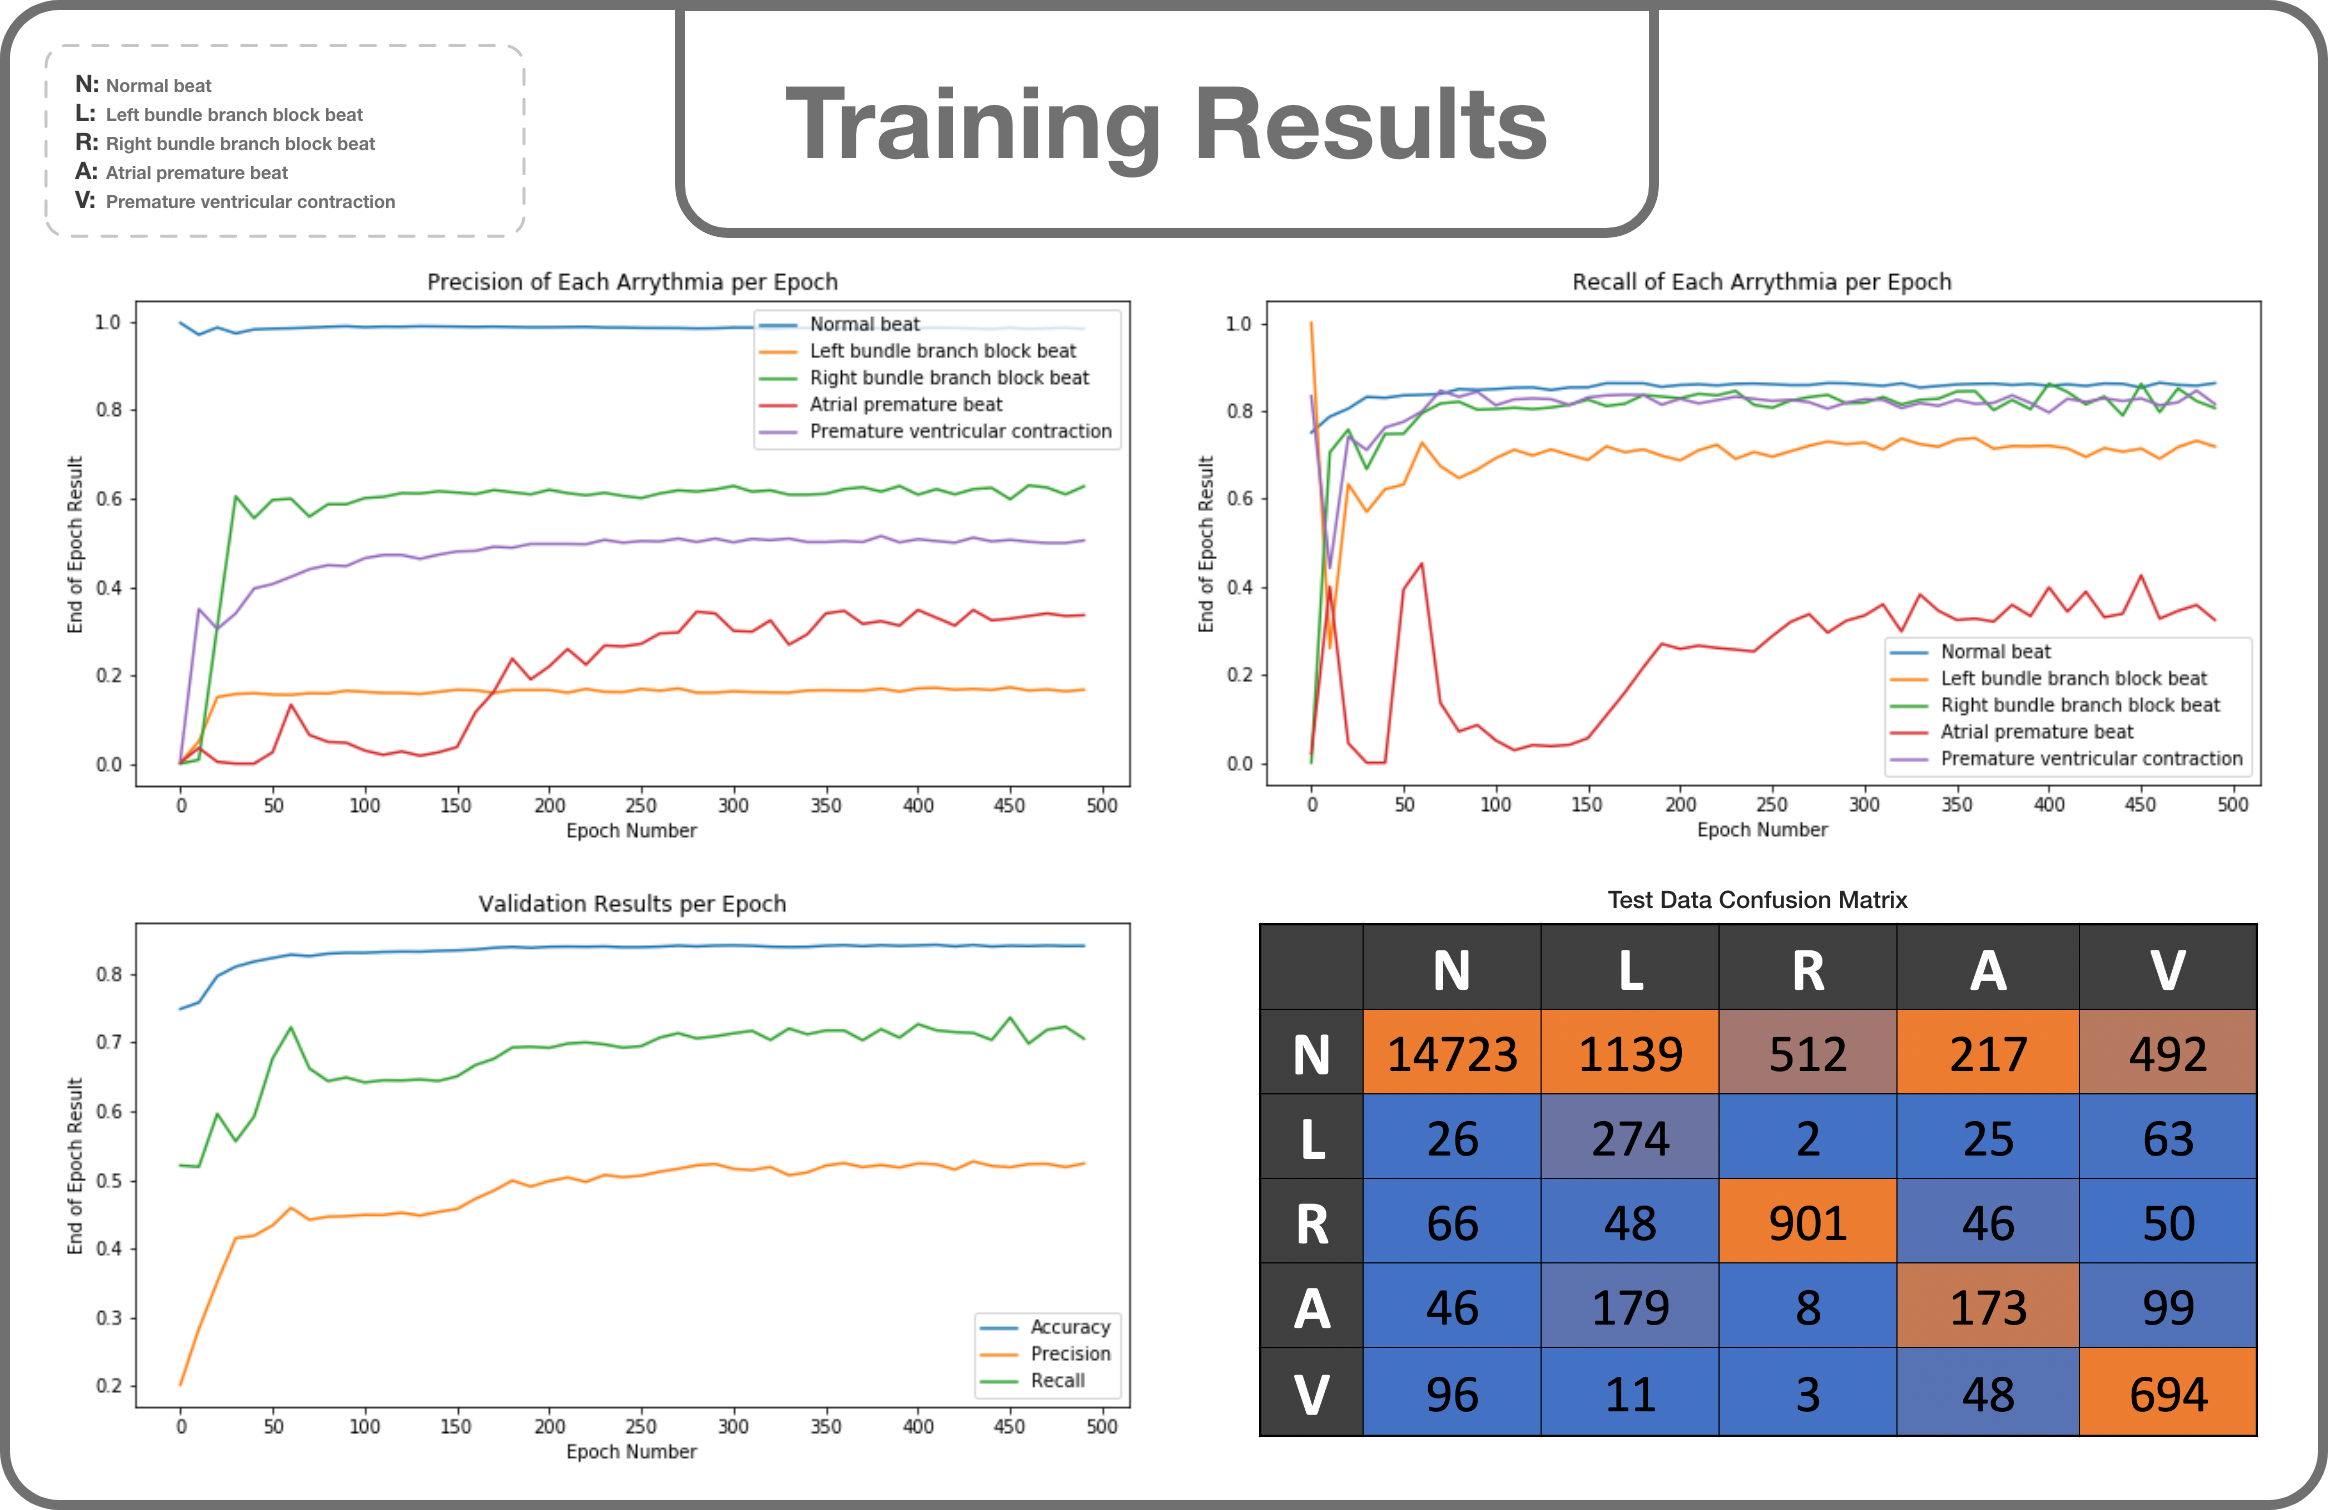 N: Normal beat
L: Left bundle branch block beat
R: Right bundle branch block beat
A: Atrial premature beat
V: Premature ventricular contraction
Training Results
Precision of Each Arrythmia per Epoch
End of Epoch Result
1.0
0.8
0.6
0.4
0.2
0.0
Normal beat
Left bundle branch block beat
Right bundle branch block beat
Atrial premature beat
Premature ventricular contraction
0 50 100 150 200 250 300 350 400 450 500
Epoch Number
Recall of Each Arrythmia per Epoch
End of Epoch Result
1.0
0.8
0.6
0.4
0.2
0.0
Normal beat
Left bundle branch block beat
Right bundle branch block beat
Atrial premature beat
Premature ventricular contraction
0 50 100 150 200 250 300 350 400 450 500
Epoch Number
Validation Results per Epoch
End of Epoch Result
0.8
0.7
0.6
0.5
0.4
0.3
0.2
Accuracy
Precision
Recall
0 50 100 150 200 250 300 350 400 450 500
Epoch Number
Test Data Confusion Matrix
N L R A V
N 14723 1139 512 217 492
L 26 274 2 25 63
R 66 48 901 46 50
A 46 179 8 173 99
V 96 11 3 48 694